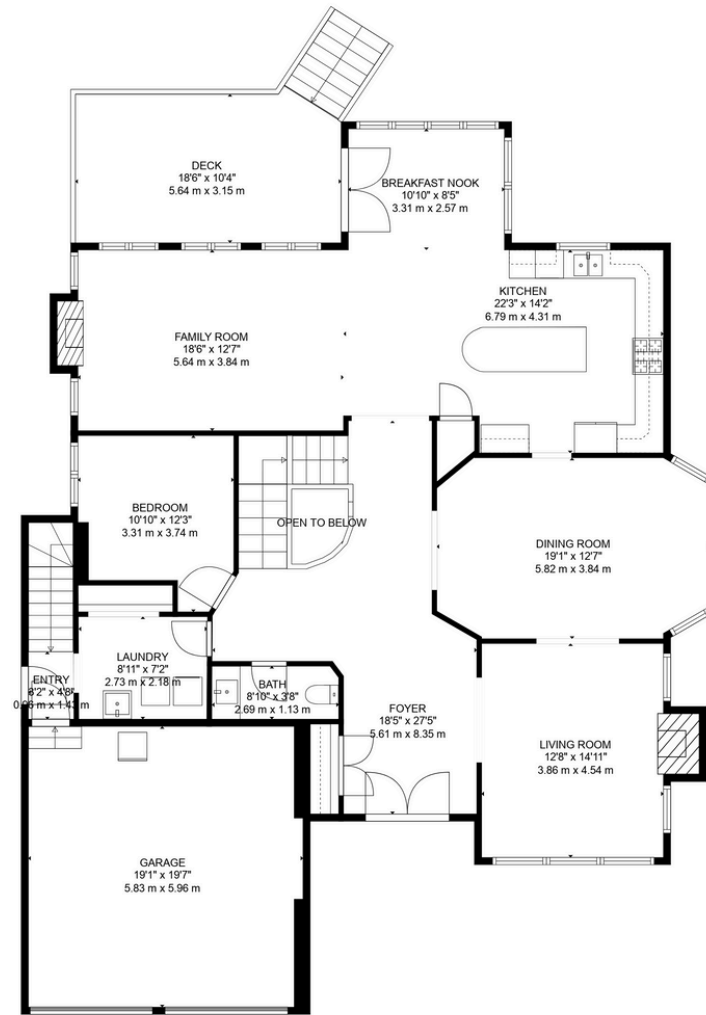 DECK
18'6" x 10'4"
5.64 m x 3.15 m
BREAKFAST NOOK
10'10" x 8'5"
3.31 m x 2.57 m
KITCHEN
22'3" x 14'2"
6.79 m x 4.31 m
FAMILY ROOM
18'6" x 12'7"
5.64 m x 3.84 m
BEDROOM
10'10" x 12'3"
3.31 m x 3.74 m
OPEN TO BELOW
DINING ROOM
19'1" x 12'7"
5.82 m x 3.84 m
LAUNDRY
8'11" x 7'2"
2.73 m x 2.18 m
ENTRY
x 4'8"
BATH
8'10" x 3'8"
2.69 m x 1.13 m
FOYER
18'5" x 27'5"
5.61 m x 8.35 m
LIVING ROOM
12'8" x 14'11"
3.86 m x 4.54 m
GARAGE
19'1" x 19'7"
5.83 m x 5.96 m